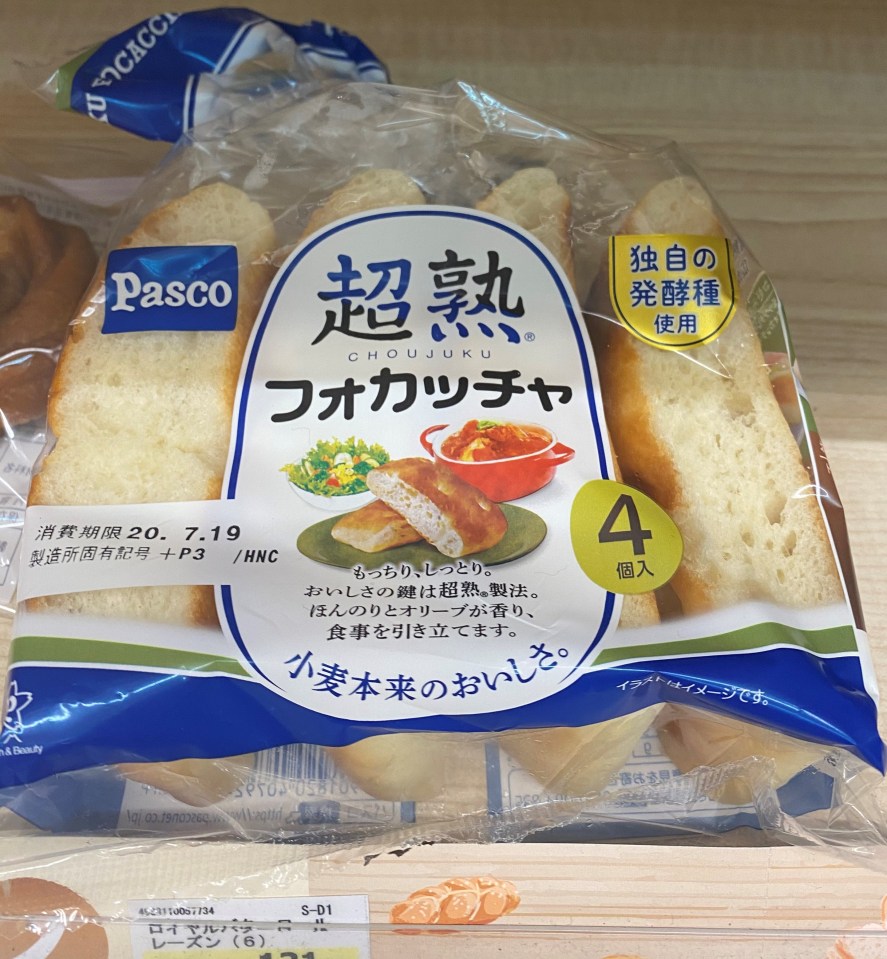 FOCACCI
Pasco
超熟®
CHOUJUKU
フォカッチャ
独自の
発酵種
使用
4
個入
消費期限 20. 7.19
製造所固有記号 +P3 /HNC
もっちり、しっとり。
おいしさの鍵は超熟®製法。
ほんのりとオリーブが香り、
食事を引き立てます。
小麦本来のおいしさ。
イラストはイメージです。
& Beauty
S-D1
レーズン(6)